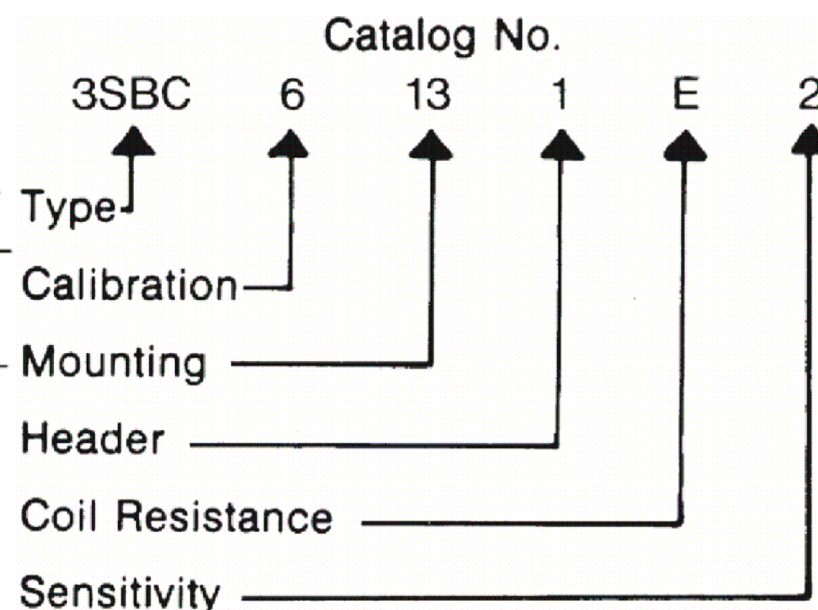 Catalog No.
3SBC 6 13 1 E 2
Type
Calibration
Mounting
Header
Coil Resistance
Sensitivity